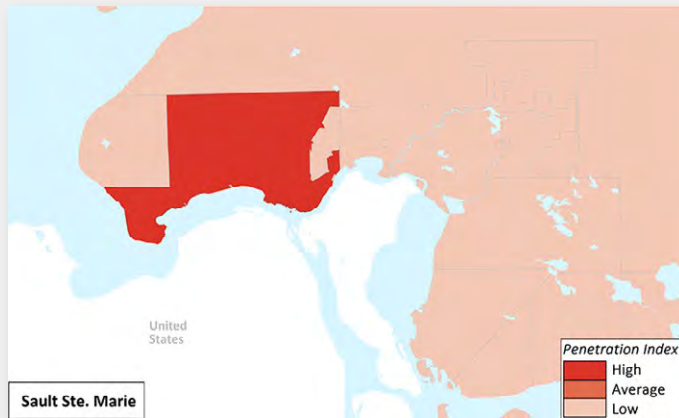 United
States
Penetration Index
High
Average
Low
Sault Ste. Marie